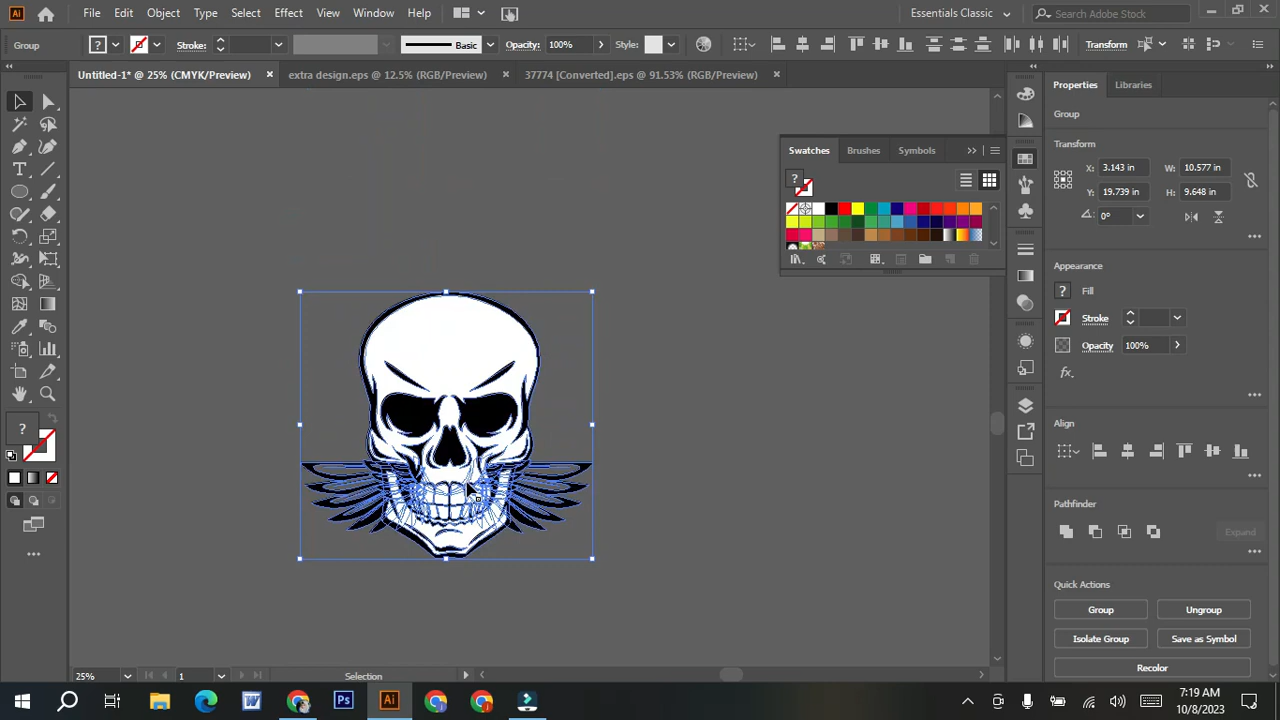 Ai File Edit Object Type Select Effect View Window Help Essentials Classic Search Adobe Stock
Group ? Stroke: Basic Opacity: 100% Style: Transform
Untitled-1* @ 25% (CMYK/Preview) × extra design.eps @ 12.5% (RGB/Preview) × 37774 [Converted].eps @ 91.53% (RGB/Preview) ×
Properties Libraries
Group
Transform
X: 3.143 in W: 10.577 in
Y: 19.739 in H: 9.648 in
0°
Appearance
? Fill
Stroke
Opacity 100%
fx.
Align
Pathfinder
Expand
Quick Actions
Group Ungroup
Isolate Group Save as Symbol
Recolor
Swatches Brushes Symbols
?
T
?
25% 1 Selection
W Ps Ai
7:19 AM
10/8/2023